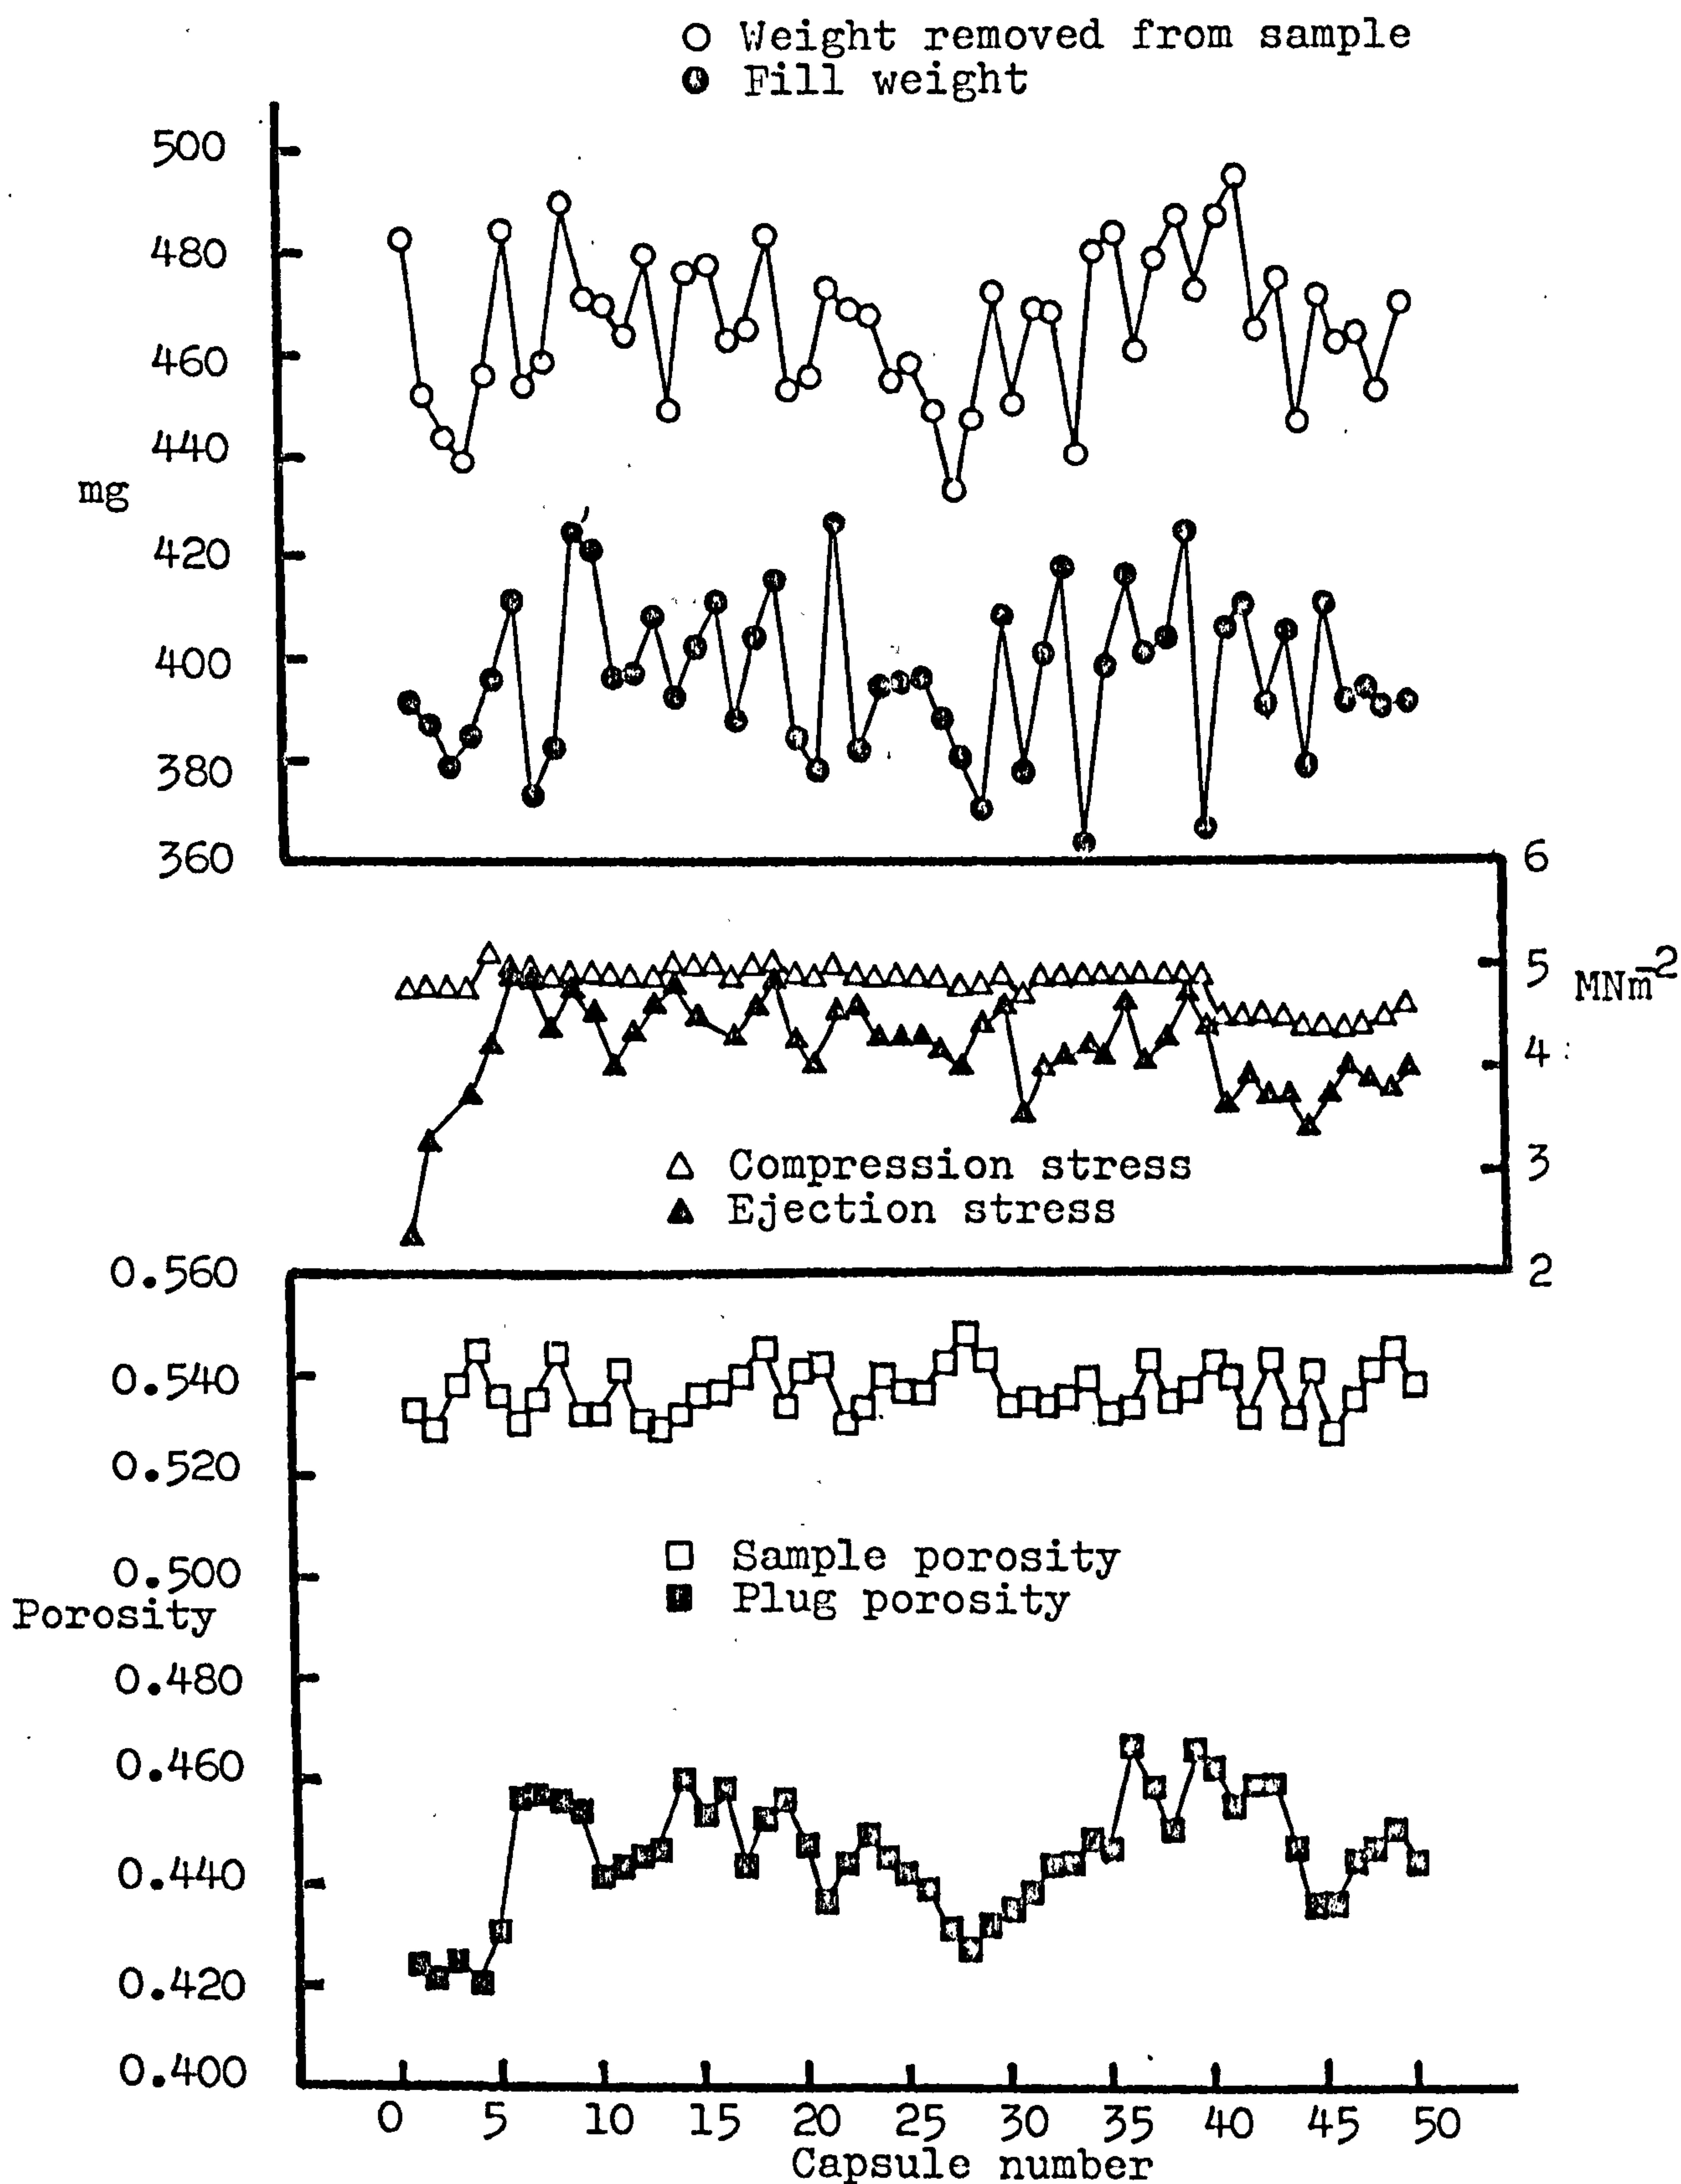 ○ Weight removed from sample
● Fill weight
500
480
460
440
mg
420
400
380
360
6
5
MNm-2
4
3
2
△ Compression stress
▲ Ejection stress
0.560
0.540
0.520
0.500
Porosity
0.480
0.460
0.440
0.420
0.400
□ Sample porosity
■ Plug porosity
0 5 10 15 20 25 30 35 40 45 50
Capsule number